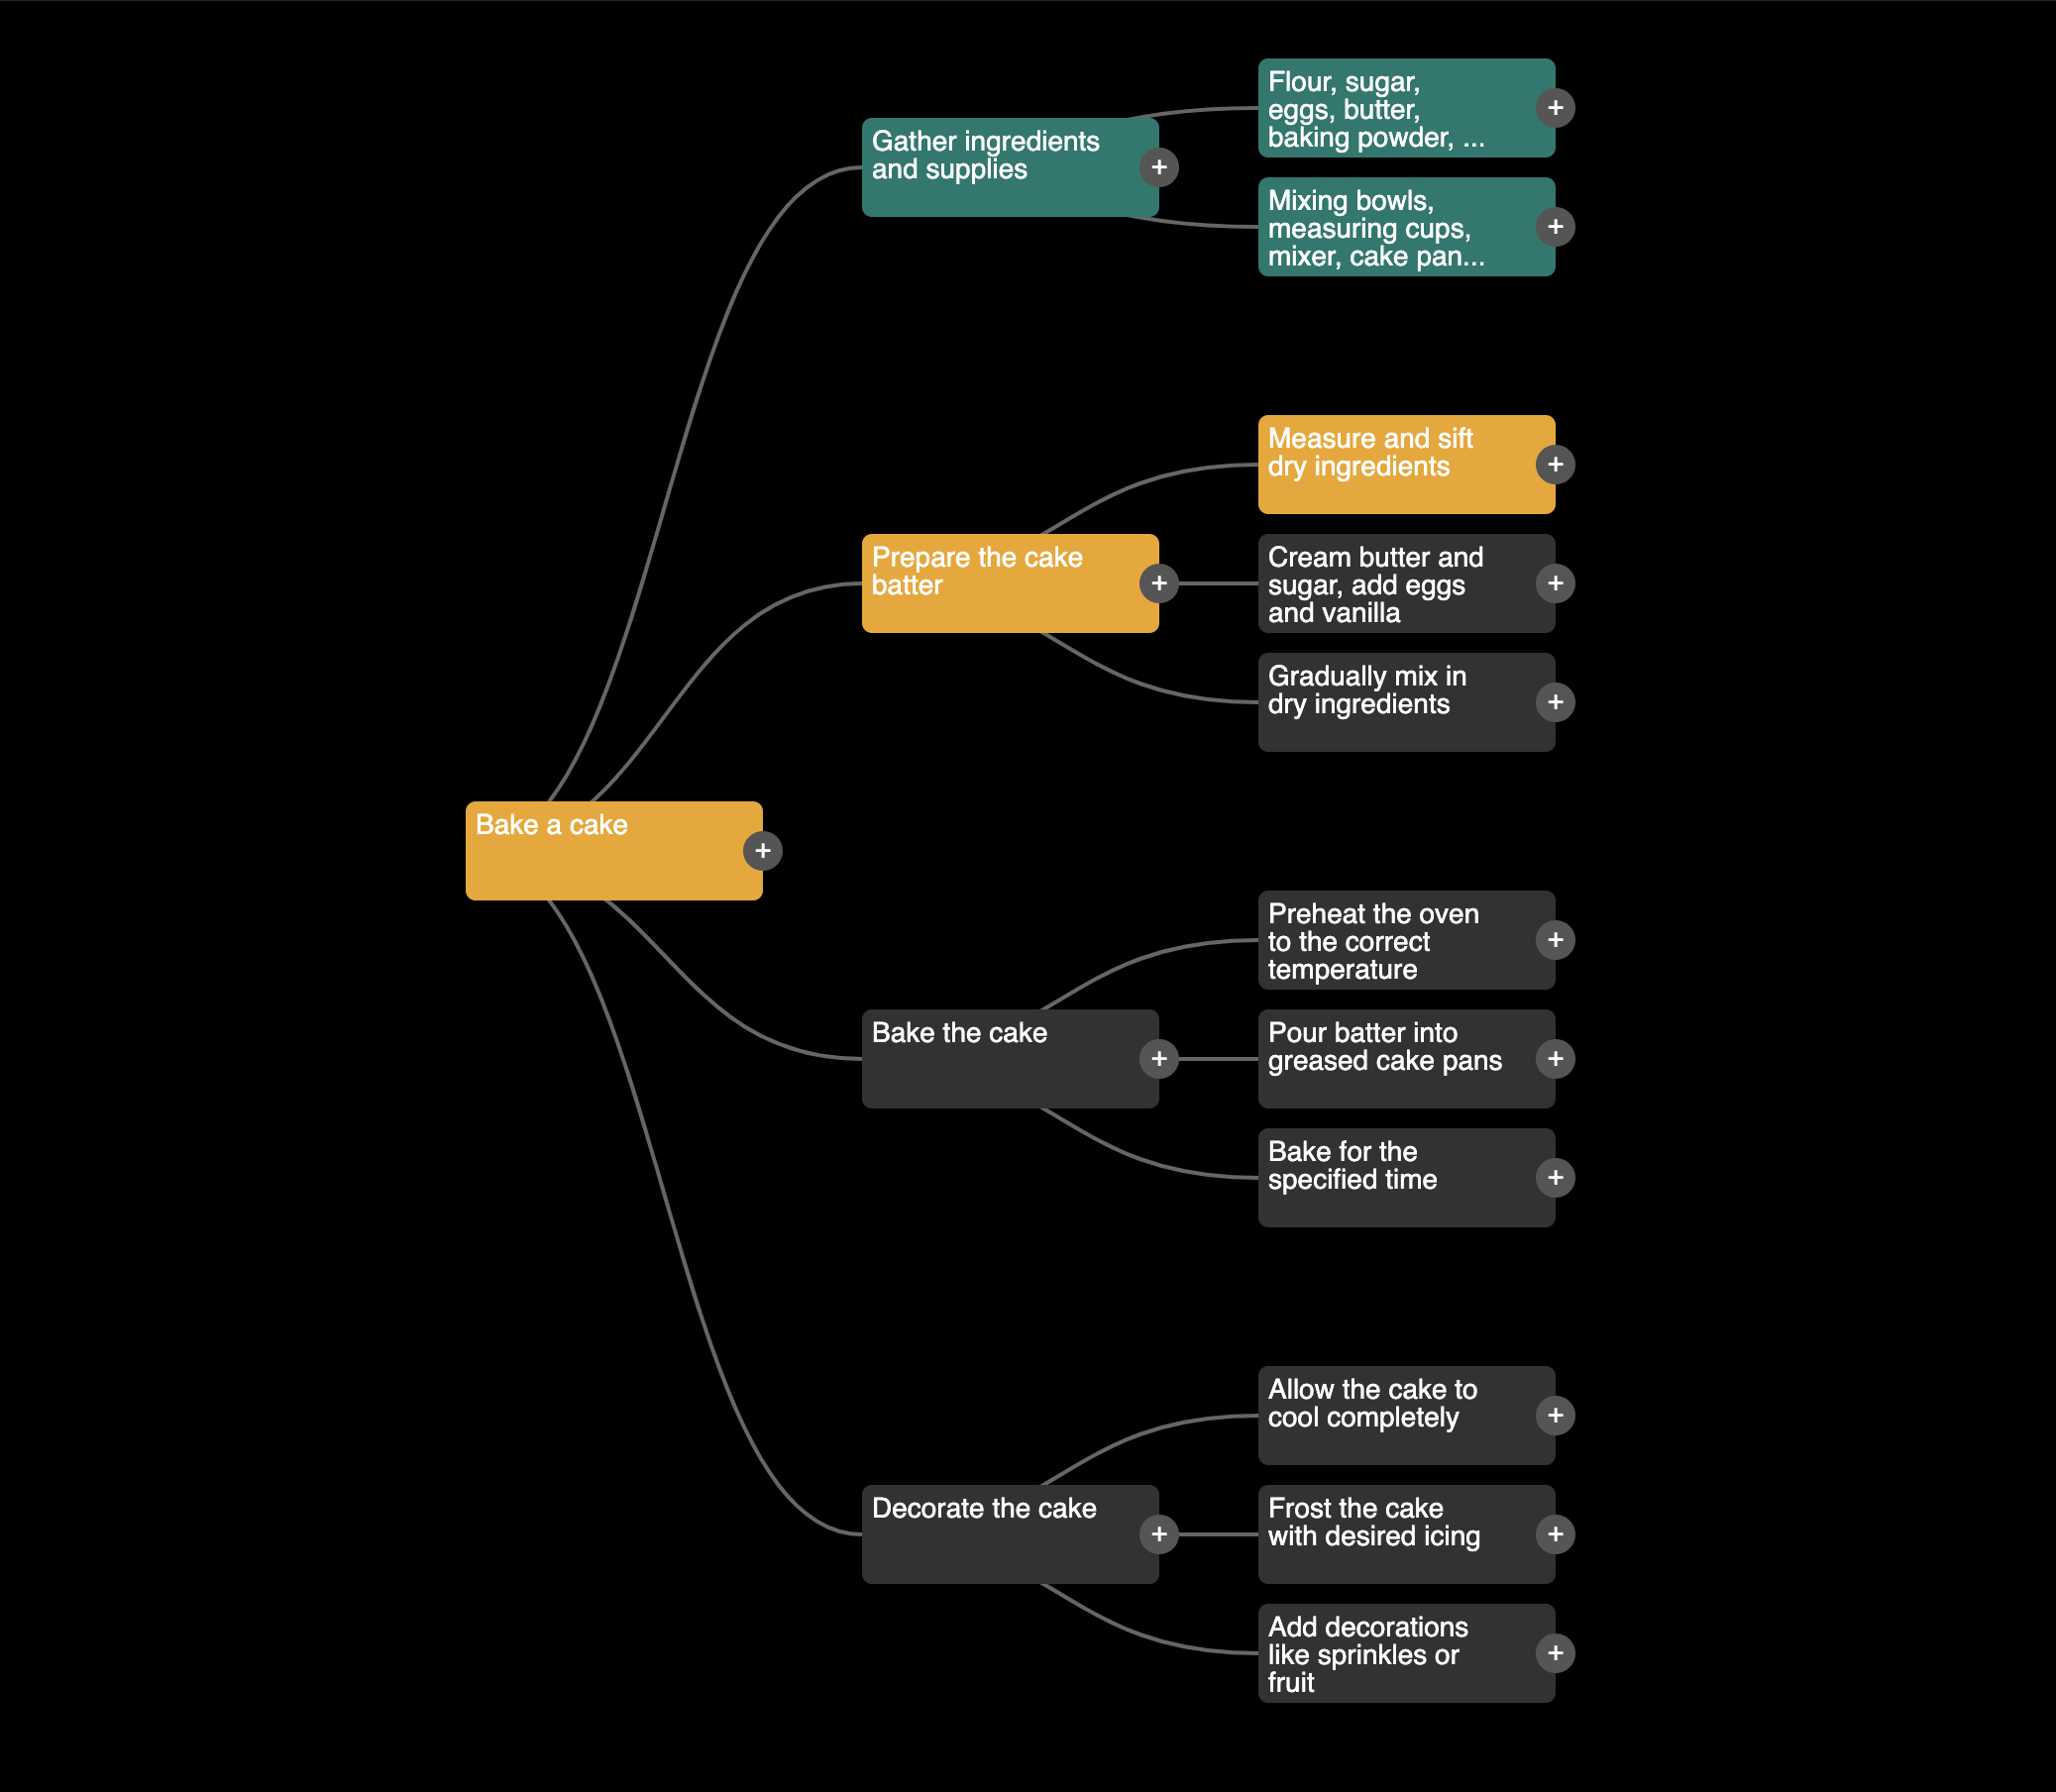 Flour, sugar,
eggs, butter,
baking powder, ...
Gather ingredients
and supplies
Mixing bowls,
measuring cups,
mixer, cake pan...
Measure and sift
dry ingredients
Prepare the cake
batter
Cream butter and
sugar, add eggs
and vanilla
Gradually mix in
dry ingredients
Bake a cake
Preheat the oven
to the correct
temperature
Bake the cake
Pour batter into
greased cake pans
Bake for the
specified time
Allow the cake to
cool completely
Decorate the cake
Frost the cake
with desired icing
Add decorations
like sprinkles or
fruit